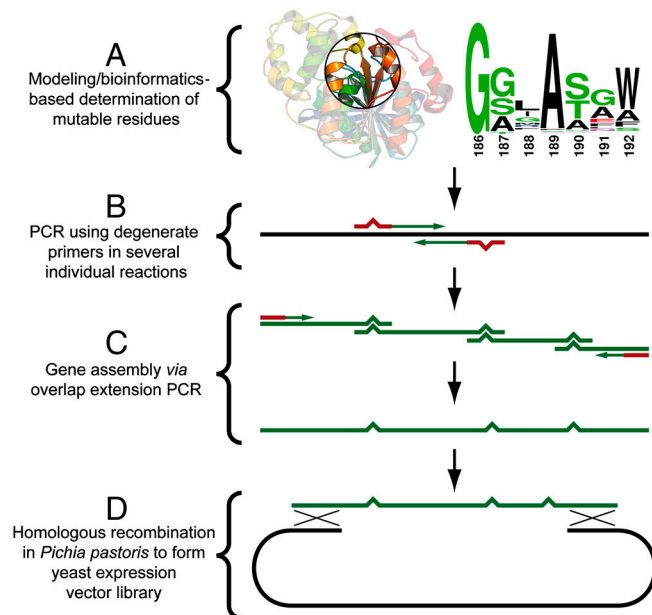 A
Modeling/bioinformatics-
based determination of
mutable residues
186 187 188 189 190 191 192
B
PCR using degenerate
primers in several
individual reactions
C
Gene assembly via
overlap extension PCR
D
Homologous recombination
in Pichia pastoris to form
yeast expression
vector library